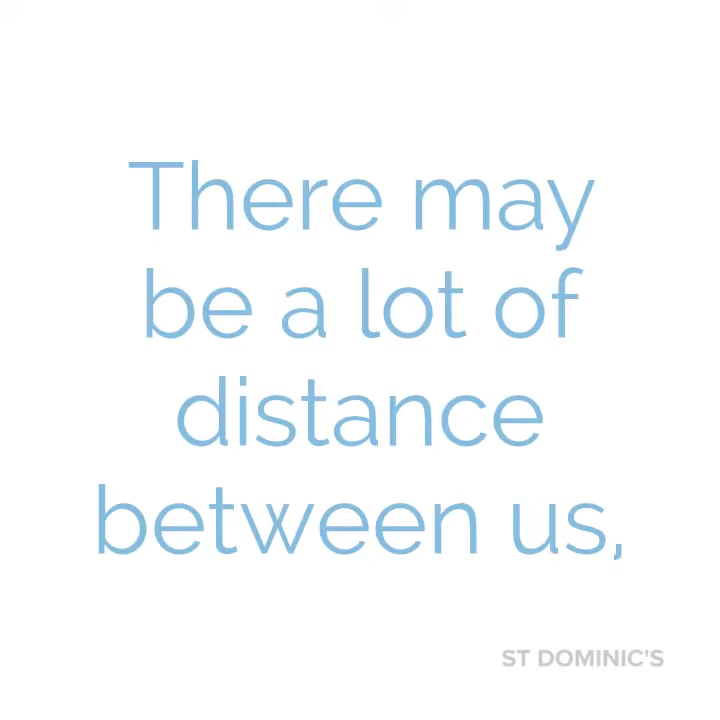 There may
be a lot of
distance
between us,
ST DOMINIC'S